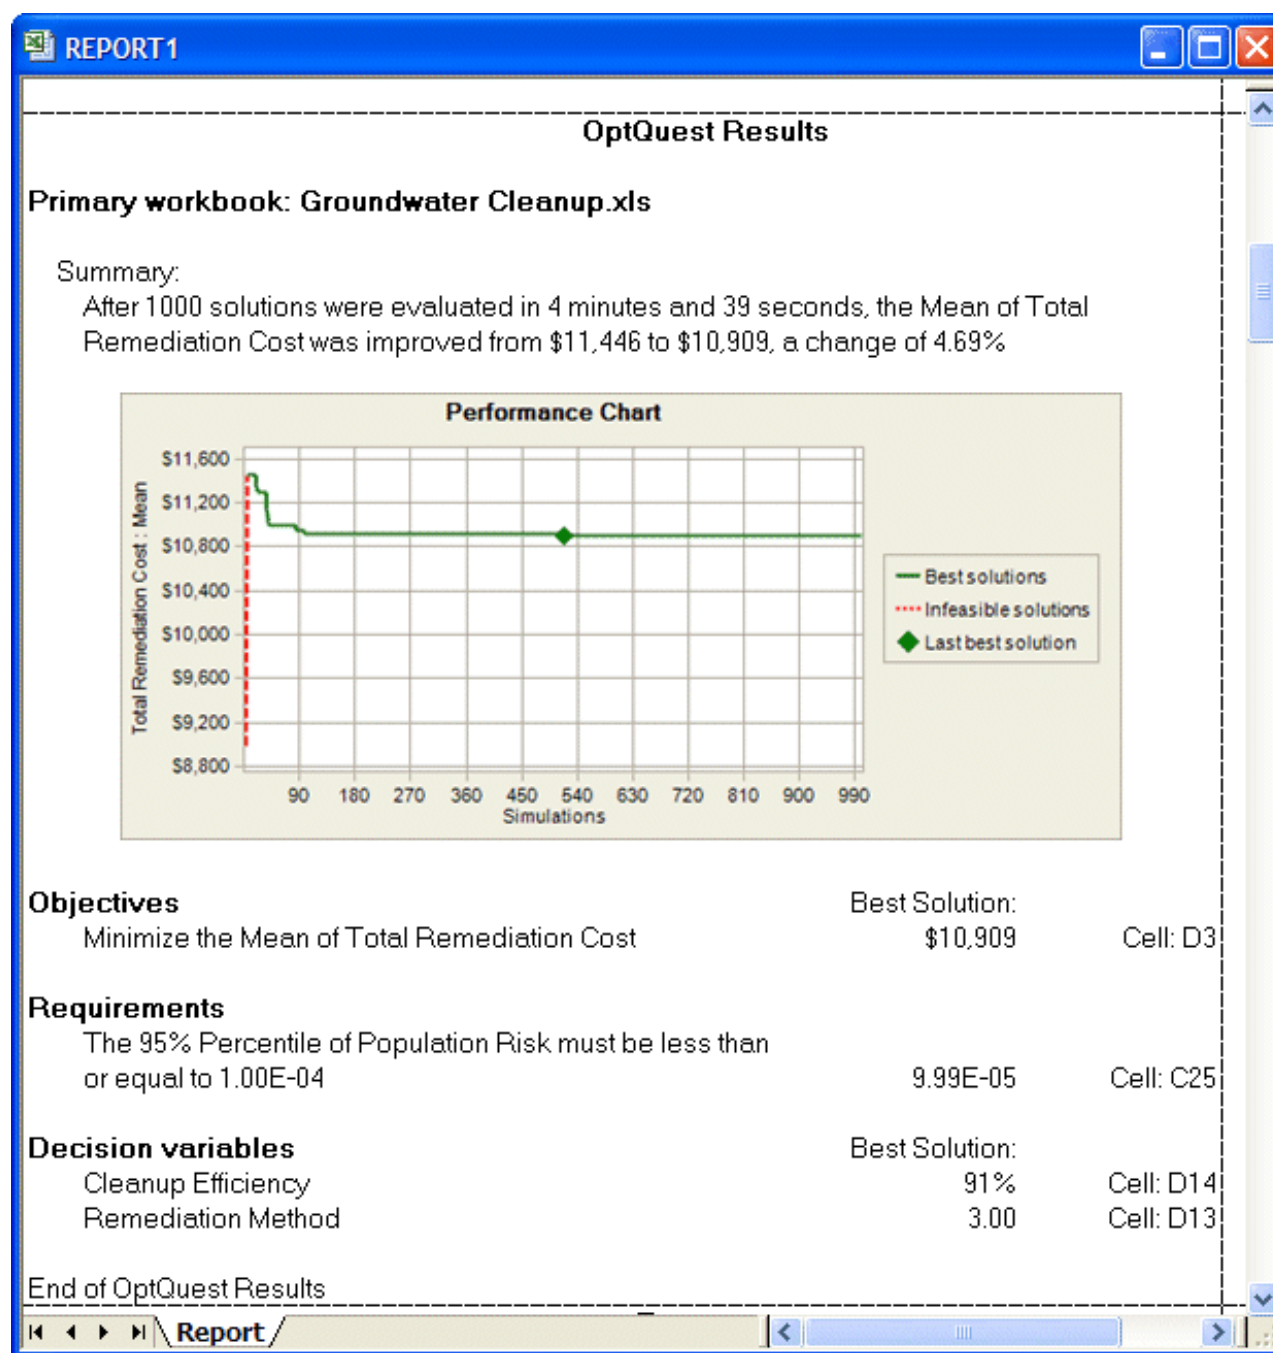 REPORT1
OptQuest Results
Primary workbook: Groundwater Cleanup.xls
Summary:
After 1000 solutions were evaluated in 4 minutes and 39 seconds, the Mean of Total
Remediation Cost was improved from $11,446 to $10,909, a change of 4.69%
Performance Chart
Total Remediation Cost : Mean
$11,600
$11,200
$10,800
$10,400
$10,000
$9,600
$9,200
$8,800
90 180 270 360 450 540 630 720 810 900 990
Simulations
Best solutions
Infeasible solutions
Last best solution
Objectives Best Solution:
Minimize the Mean of Total Remediation Cost $10,909 Cell: D3
Requirements
The 95% Percentile of Population Risk must be less than
or equal to 1.00E-04 9.99E-05 Cell: C25
Decision variables Best Solution:
Cleanup Efficiency 91% Cell: D14
Remediation Method 3.00 Cell: D13
End of OptQuest Results
Report